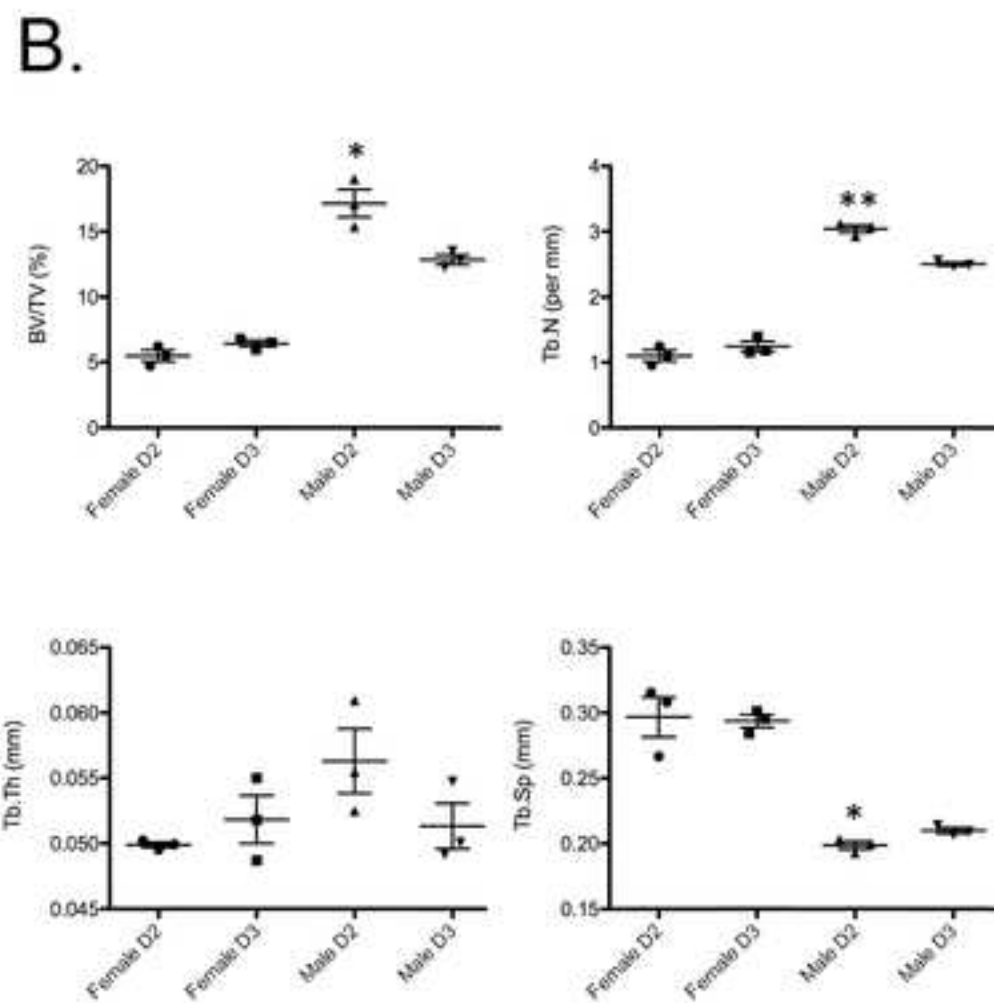 B.
BV/TV (%)
20
15
10
5
0
*
Female D2
Female D3
Male D2
Male D3
Tb.N (per mm)
4
3
2
1
0
**
Female D2
Female D3
Male D2
Male D3
Tb.Th (mm)
0.065
0.060
0.055
0.050
0.045
Female D2
Female D3
Male D2
Male D3
Tb.Sp (mm)
0.35
0.30
0.25
0.20
0.15
*
Female D2
Female D3
Male D2
Male D3